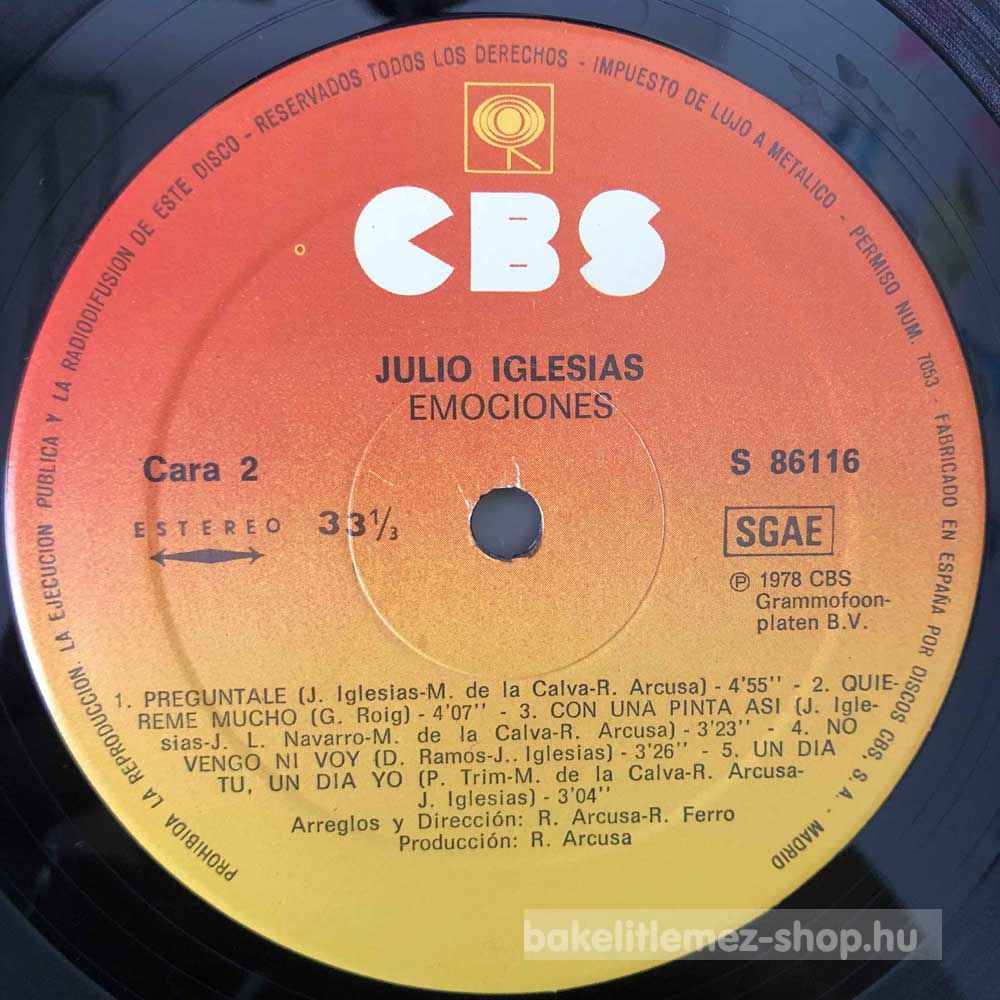 PROHIBIDA LA REPRODUCCION, LA EJECUCION PUBLICA Y LA RADIODIFUSION DE ESTE DISCO - RESERVADOS TODOS LOS DERECHOS - IMPUESTO DE LUJO A METALICO - PERMISO NUM. 7053 - FABRICADO EN ESPAÑA POR DISCOS CBS, S. A. - MADRID
CBS
JULIO IGLESIAS
EMOCIONES
Cara 2
S 86116
ESTEREO 33 1/3
SGAE
Ⓟ 1978 CBS
Grammofoon-
platen B.V.
1. PREGUNTALE (J. Iglesias-M. de la Calva-R. Arcusa) - 4'55'' - 2. QUIE-
REME MUCHO (G. Roig) - 4'07'' - 3. CON UNA PINTA ASI (J. Igle-
sias-J. L. Navarro-M. de la Calva-R. Arcusa) - 3'23'' - 4. NO
VENGO NI VOY (D. Ramos-J.. Iglesias) - 3'26'' - 5. UN DIA
TU, UN DIA YO (P. Trim-M. de la Calva-R. Arcusa-
J. Iglesias) - 3'04''
Arreglos y Dirección: R. Arcusa-R. Ferro
Producción: R. Arcusa
bakelitlemez-shop.hu